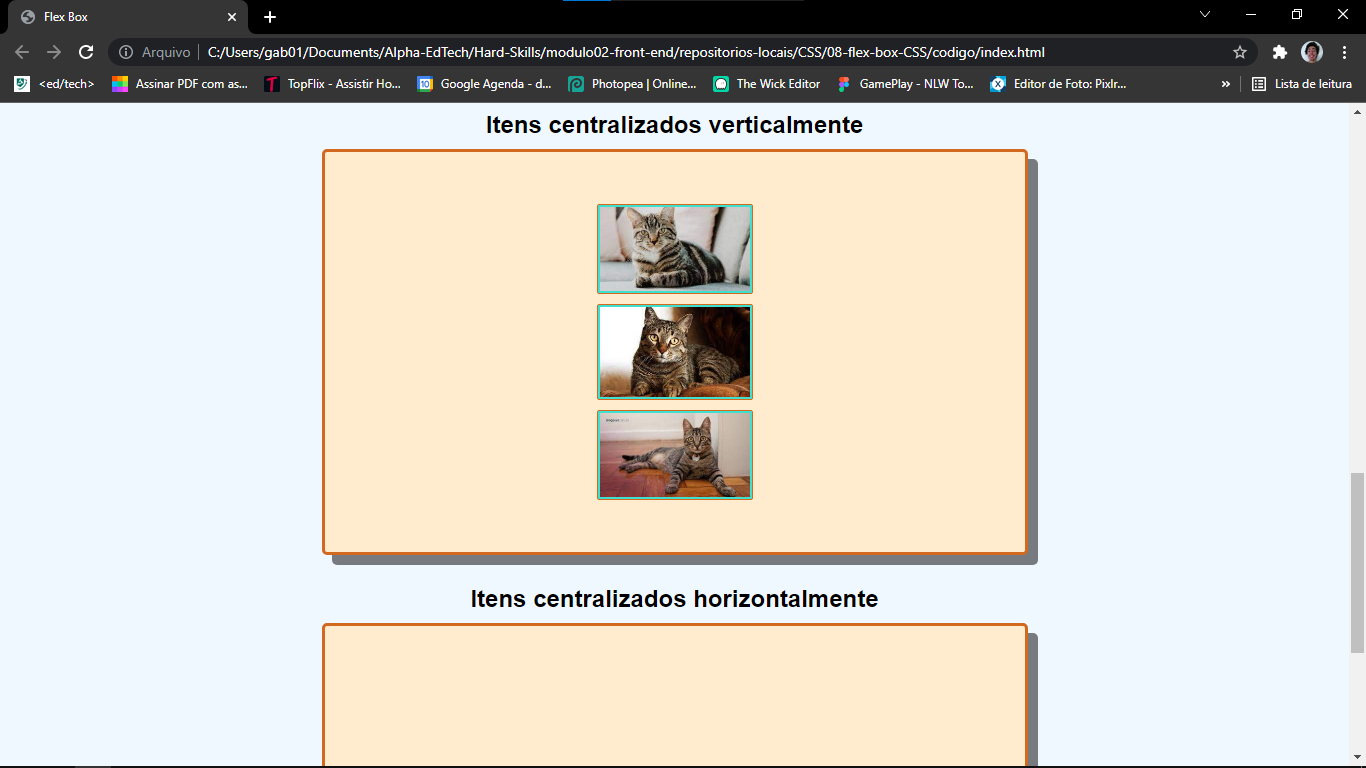 Flex Box
Arquivo C:/Users/gab01/Documents/Alpha-EdTech/Hard-Skills/modulo02-front-end/repositorios-locais/CSS/08-flex-box-CSS/codigo/index.html
<ed/tech> Assinar PDF com as... TopFlix - Assistir Ho... 10 Google Agenda - d... Photopea | Online... The Wick Editor GamePlay - NLW To... Editor de Foto: Pixlr... » Lista de leitura
Itens centralizados verticalmente
Itens centralizados horizontalmente